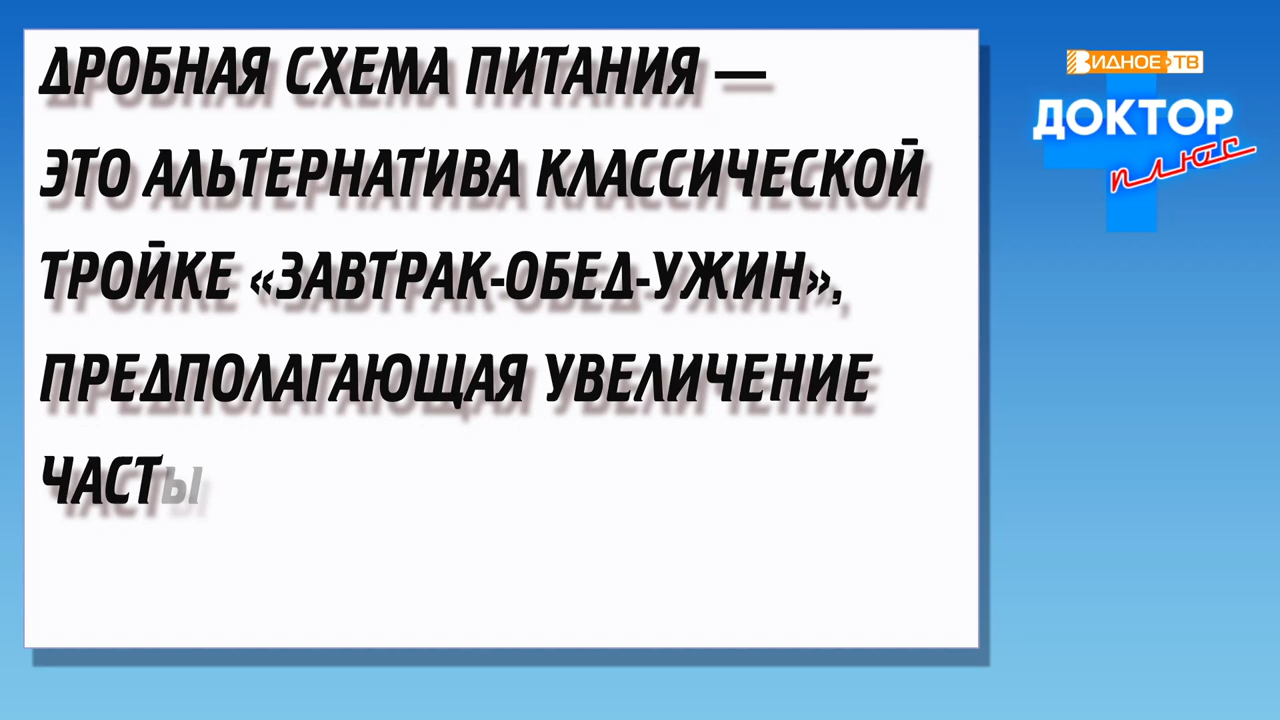 ДРОБНАЯ СХЕМА ПИТАНИЯ —
ЭТО АЛЬТЕРНАТИВА КЛАССИЧЕСКОЙ
ТРОЙКЕ «ЗАВТРАК-ОБЕД-УЖИН»,
ПРЕДПОЛАГАЮЩАЯ УВЕЛИЧЕНИЕ
ЧАСТЫ
ВИДНОЕ·ТВ
ДОКТОР
плюс